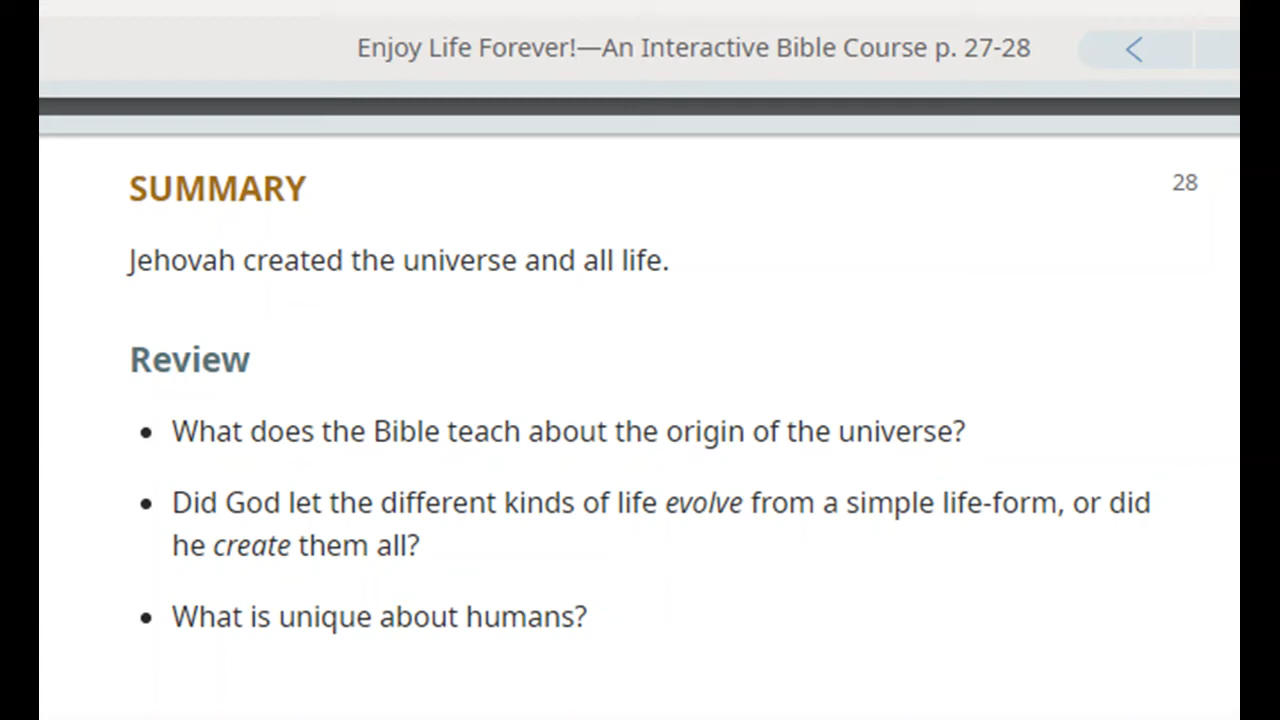 Enjoy Life Forever!—An Interactive Bible Course p. 27-28
SUMMARY
28
Jehovah created the universe and all life.
Review
• What does the Bible teach about the origin of the universe?
• Did God let the different kinds of life evolve from a simple life-form, or did
he create them all?
• What is unique about humans?